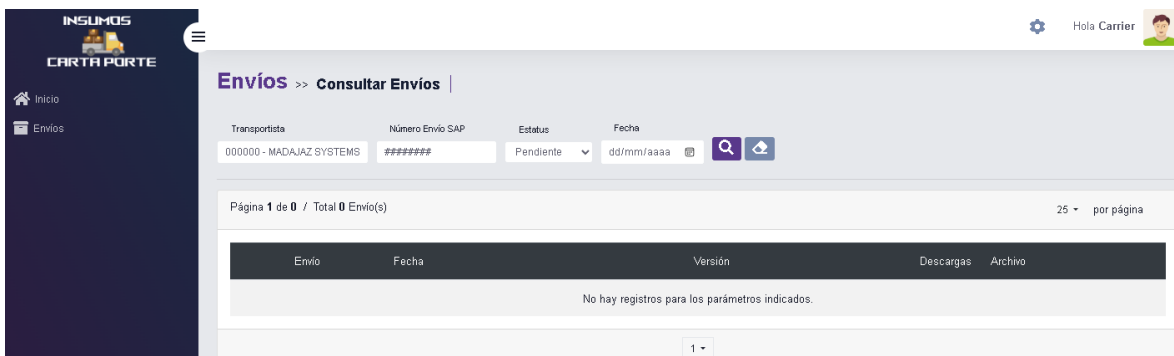 INSUMOS
CARTA PORTE
Hola Carrier
Inicio
Envíos
Envíos >> Consultar Envíos |
Transportista Número Envío SAP Estatus Fecha
000000 - MADAJAZ SYSTEMS ######## Pendiente dd/mm/aaaa
Página 1 de 0 / Total 0 Envío(s) 25 por página
Envío Fecha Versión Descargas Archivo
No hay registros para los parámetros indicados.
1